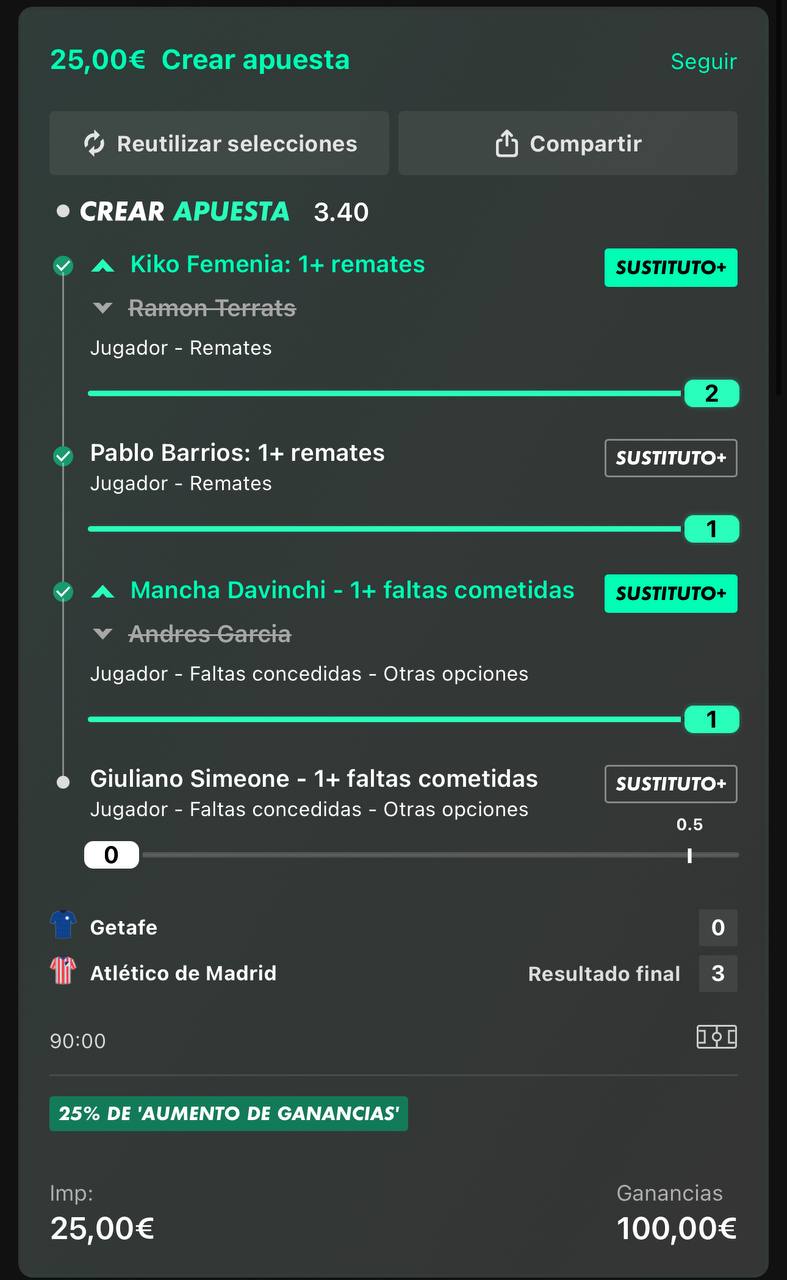 25,00€ Crear apuesta Seguir
Reutilizar selecciones Compartir
CREAR APUESTA 3.40
Kiko Femenia: 1+ remates SUSTITUTO+
Ramon Terrats
Jugador - Remates
2
Pablo Barrios: 1+ remates SUSTITUTO+
Jugador - Remates
1
Mancha Davinchi - 1+ faltas cometidas SUSTITUTO+
Andres Garcia
Jugador - Faltas concedidas - Otras opciones
1
Giuliano Simeone - 1+ faltas cometidas SUSTITUTO+
Jugador - Faltas concedidas - Otras opciones
0.5
0
Getafe 0
Atlético de Madrid Resultado final 3
90:00
25% DE 'AUMENTO DE GANANCIAS'
Imp: Ganancias
25,00€ 100,00€